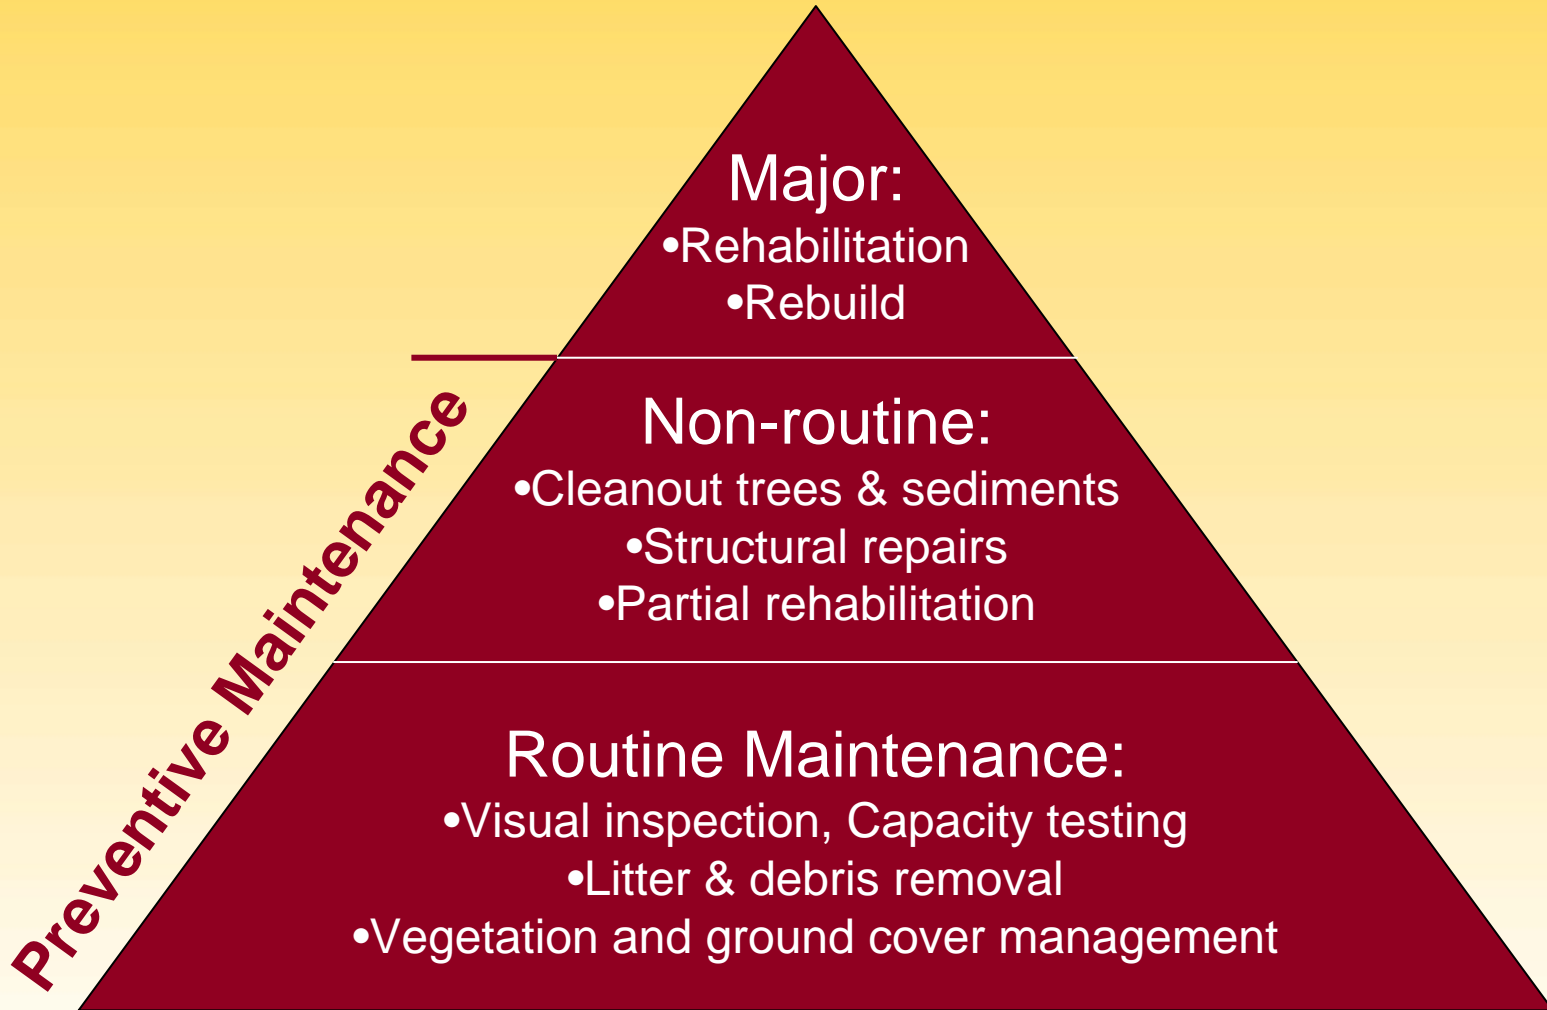 Major:
•Rehabilitation
•Rebuild
Preventive Maintenance
Non-routine:
•Cleanout trees & sediments
•Structural repairs
•Partial rehabilitation
Routine Maintenance:
•Visual inspection, Capacity testing
•Litter & debris removal
•Vegetation and ground cover management